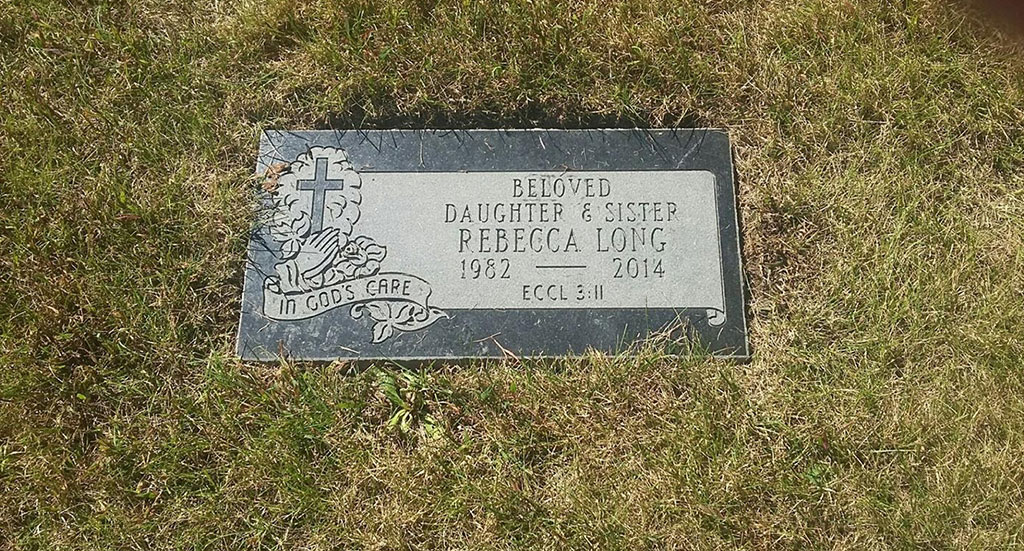 BELOVED
DAUGHTER & SISTER
REBECCA LONG
1982 — 2014
ECCL 3:11
IN GOD'S CARE